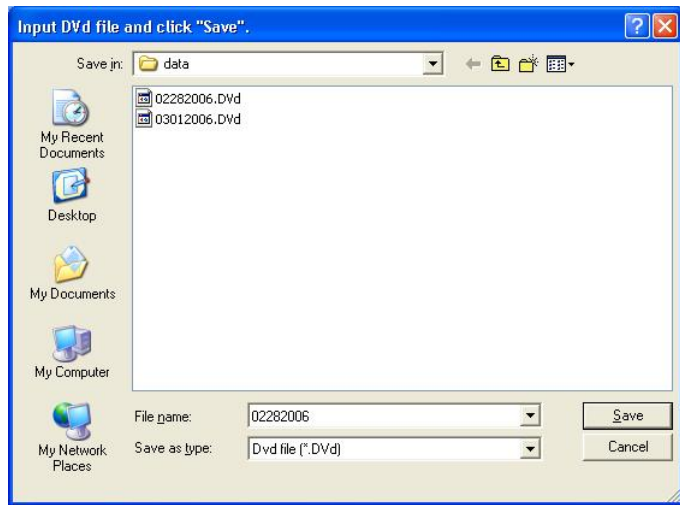 Input DVd file and click "Save".
Save in: data
02282006.DVd
03012006.DVd
My Recent
Documents
Desktop
My Documents
My Computer
My Network
Places
File name: 02282006 Save
Save as type: Dvd file (*.DVd) Cancel